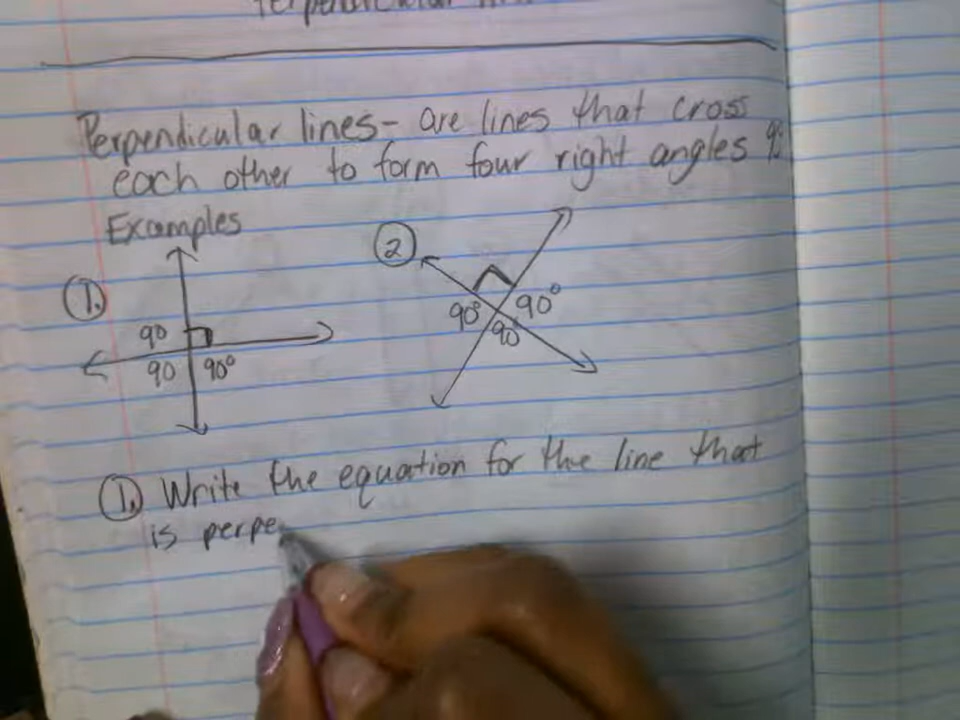 Perpendicular lines - are lines that cross
each other to form four right angles
Examples
1.
2
90
90 90°
90° 90°
90
1. Write the equation for the line that
is perpe